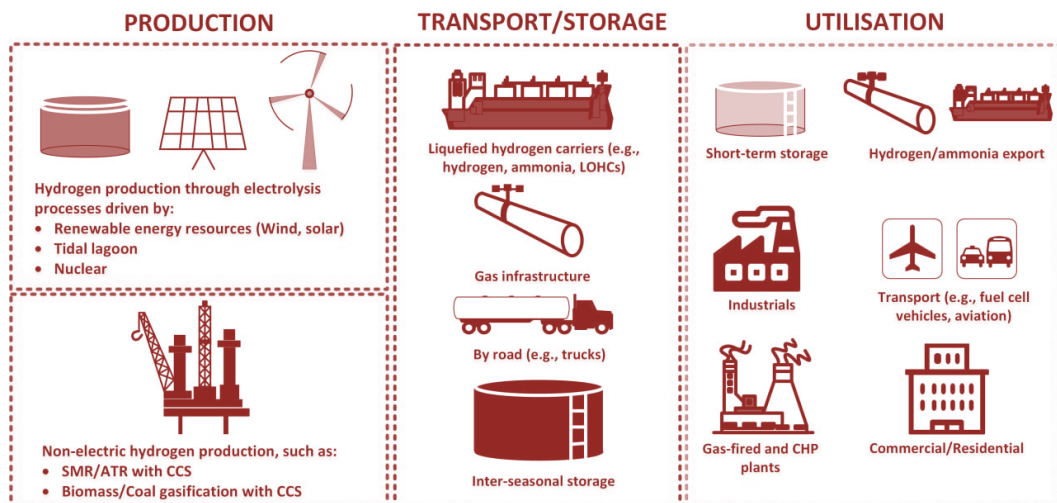 PRODUCTION
Hydrogen production through electrolysis
processes driven by:
• Renewable energy resources (Wind, solar)
• Tidal lagoon
• Nuclear
Non-electric hydrogen production, such as:
• SMR/ATR with CCS
• Biomass/Coal gasification with CCS
TRANSPORT/STORAGE
Liquefied hydrogen carriers (e.g.,
hydrogen, ammonia, LOHCs)
Gas infrastructure
By road (e.g., trucks)
Inter-seasonal storage
UTILISATION
Short-term storage
Hydrogen/ammonia export
Industrials
Transport (e.g., fuel cell
vehicles, aviation)
Gas-fired and CHP
plants
Commercial/Residential